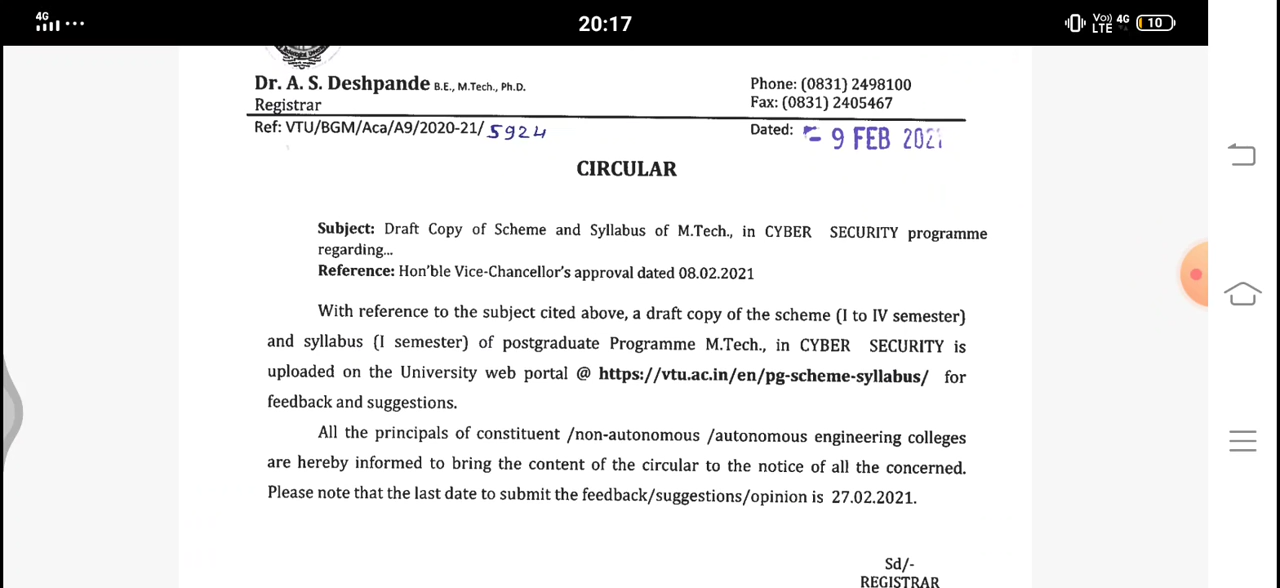 4G
20:17
Vo) 4G
LTE
10
Dr. A. S. Deshpande B.E., M.Tech., Ph.D.
Registrar
Phone: (0831) 2498100
Fax: (0831) 2405467
Ref: VTU/BGM/Aca/A9/2020-21/ 5924
Dated: - 9 FEB 2021
CIRCULAR
Subject: Draft Copy of Scheme and Syllabus of M.Tech., in CYBER SECURITY programme
regarding...
Reference: Hon'ble Vice-Chancellor's approval dated 08.02.2021
With reference to the subject cited above, a draft copy of the scheme (I to IV semester)
and syllabus (I semester) of postgraduate Programme M.Tech., in CYBER SECURITY is
uploaded on the University web portal @ https://vtu.ac.in/en/pg-scheme-syllabus/ for
feedback and suggestions.
All the principals of constituent /non-autonomous /autonomous engineering colleges
are hereby informed to bring the content of the circular to the notice of all the concerned.
Please note that the last date to submit the feedback/suggestions/opinion is 27.02.2021.
Sd/-
REGISTRAR